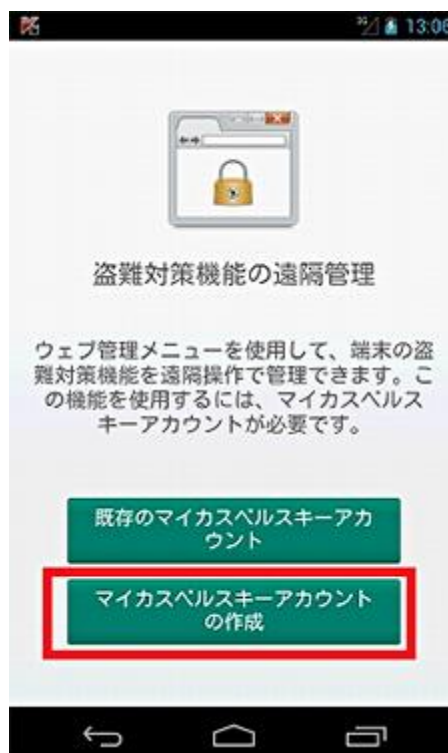 3G 13:06
盗難対策機能の遠隔管理
ウェブ管理メニューを使用して、端末の盗
難対策機能を遠隔操作で管理できます。こ
の機能を使用するには、マイカスペルス
キーアカウントが必要です。
既存のマイカスペルスキーアカ
ウント
マイカスペルスキーアカウント
の作成